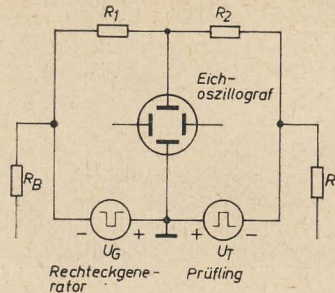 R1 R2
Eich-
oszillograf
RB R
- + + -
UG UT
Rechteckgene- Prüfling
rator